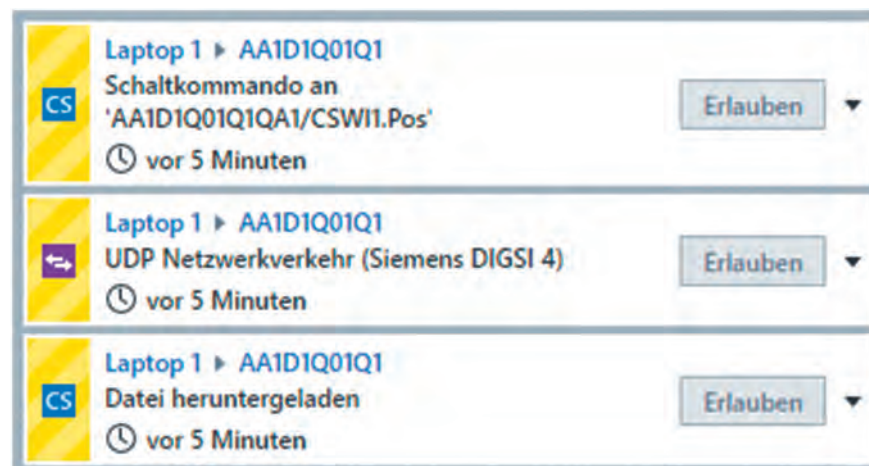 Laptop 1 ▸ AA1D1Q01Q1
CS
Schaltkommando an
'AA1D1Q01Q1QA1/CSWI1.Pos'
Erlauben
vor 5 Minuten
Laptop 1 ▸ AA1D1Q01Q1
UDP Netzwerkverkehr (Siemens DIGSI 4)
Erlauben
vor 5 Minuten
Laptop 1 ▸ AA1D1Q01Q1
CS
Datei heruntergeladen
Erlauben
vor 5 Minuten